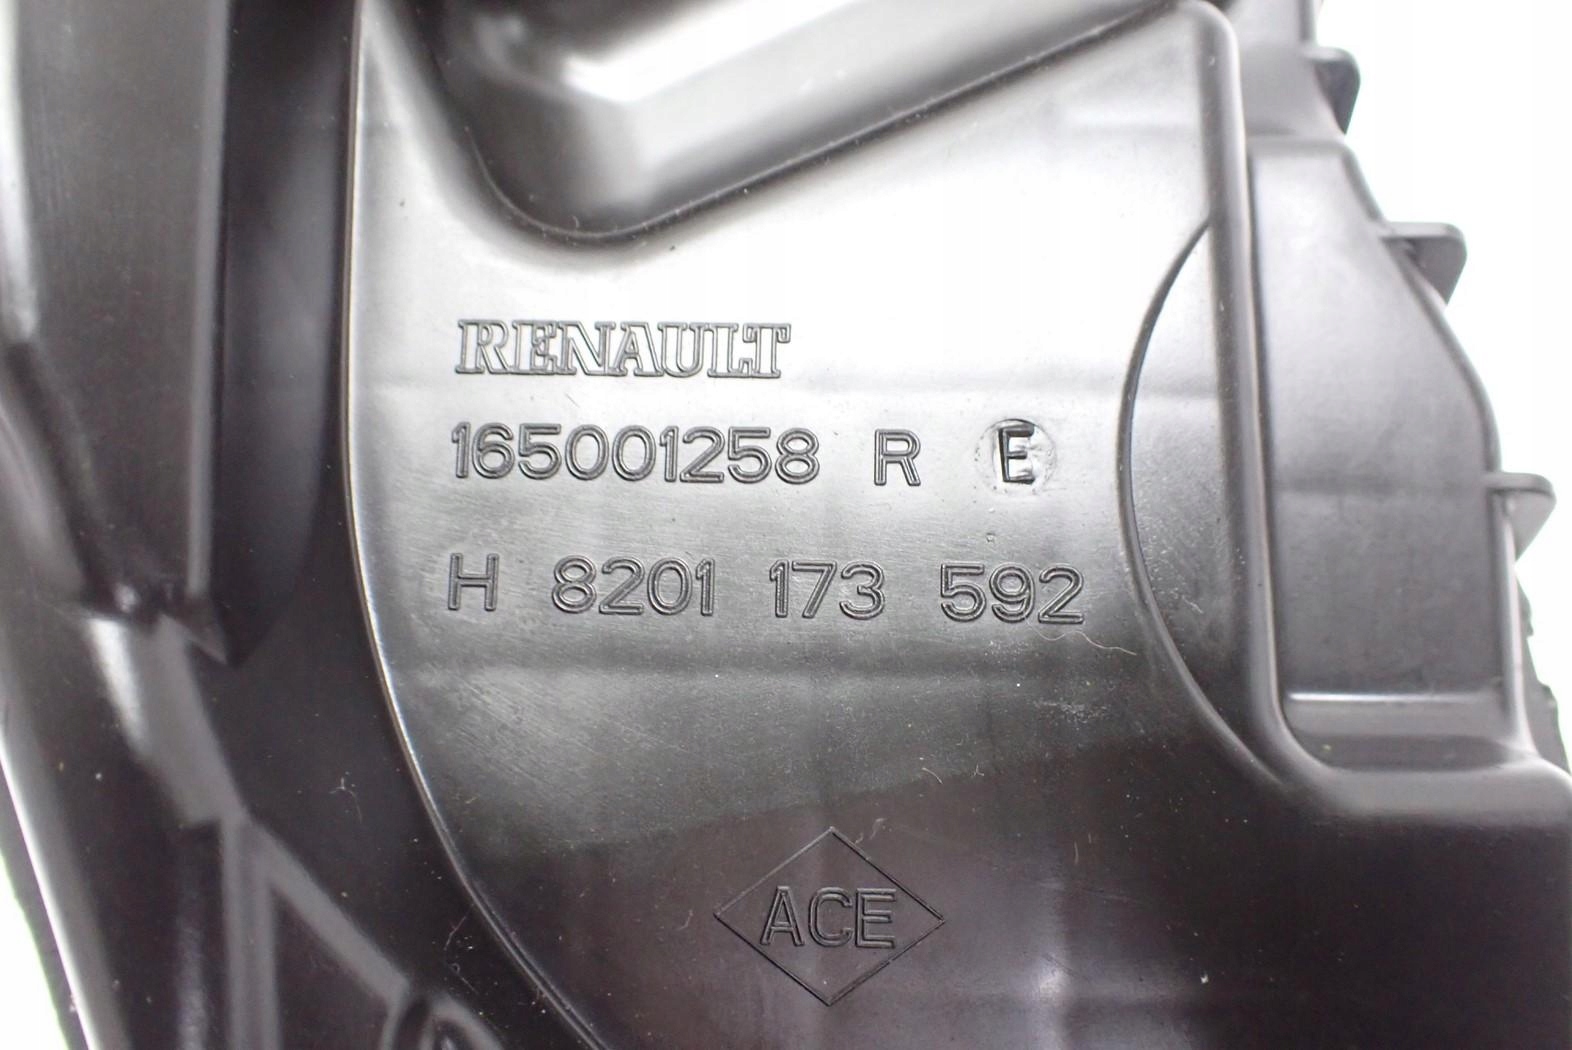 RENAULT
165001258 R E
H 8201 173 592
ACE